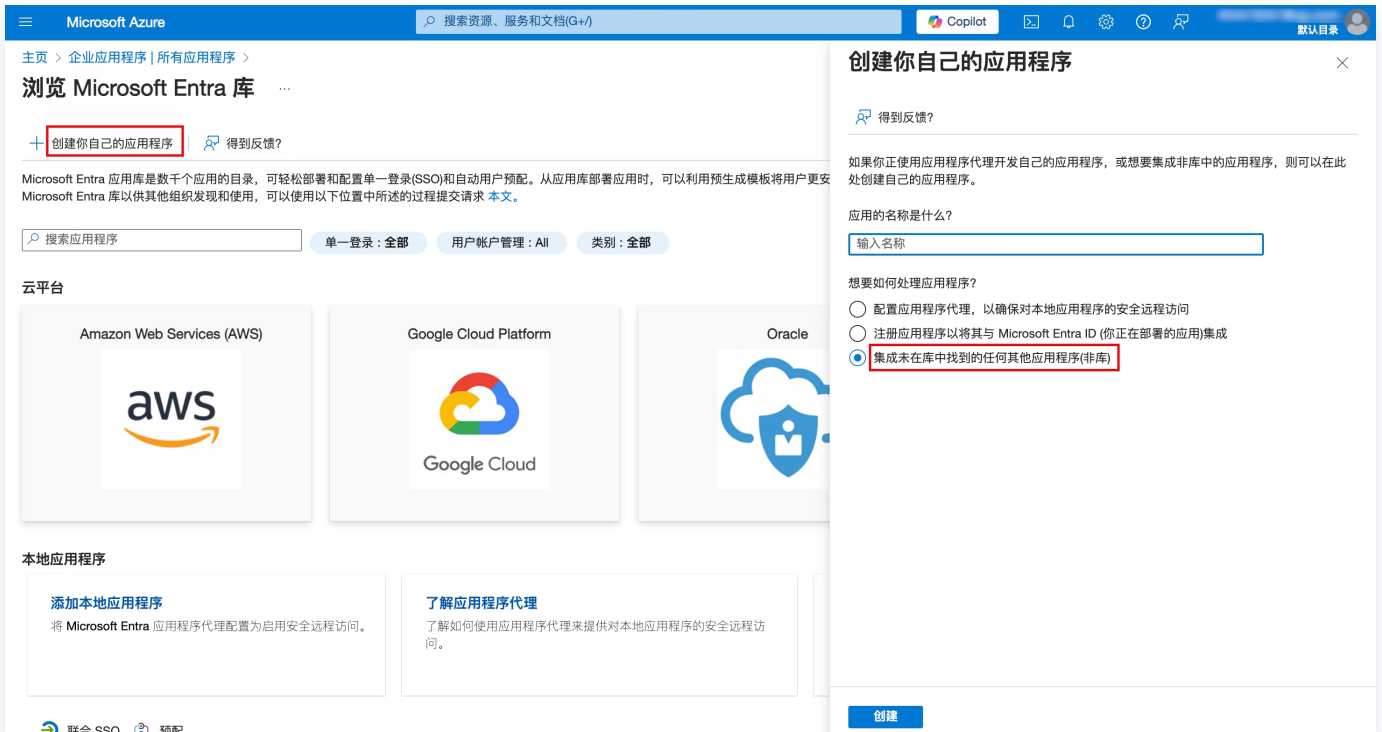 Microsoft Azure
搜索资源、服务和文档(G+/)
Copilot
默认目录
主页 > 企业应用程序 | 所有应用程序 >
浏览 Microsoft Entra 库
...
创建你自己的应用程序
得到反馈?
Microsoft Entra 应用库是数千个应用的目录，可轻松部署和配置单一登录(SSO)和自动用户预配。从应用库部署应用时，可以利用预生成模板将用户更安
Microsoft Entra 库以供其他组织发现和使用，可以使用以下位置中所述的过程提交请求 本文。
搜索应用程序
单一登录 : 全部
用户帐户管理 : All
类别 : 全部
云平台
Amazon Web Services (AWS)
Google Cloud Platform
Oracle
aws
Google Cloud
本地应用程序
添加本地应用程序
将 Microsoft Entra 应用程序代理配置为启用安全远程访问。
了解应用程序代理
了解如何使用应用程序代理来提供对本地应用程序的安全远程访
问。
联合 SSO
预配
创建你自己的应用程序
得到反馈?
如果你正使用应用程序代理开发自己的应用程序，或想要集成非库中的应用程序，则可以在此
处创建自己的应用程序。
应用的名称是什么?
输入名称
想要如何处理应用程序?
配置应用程序代理，以确保对本地应用程序的安全远程访问
注册应用程序以将其与 Microsoft Entra ID (你正在部署的应用)集成
集成未在库中找到的任何其他应用程序(非库)
创建